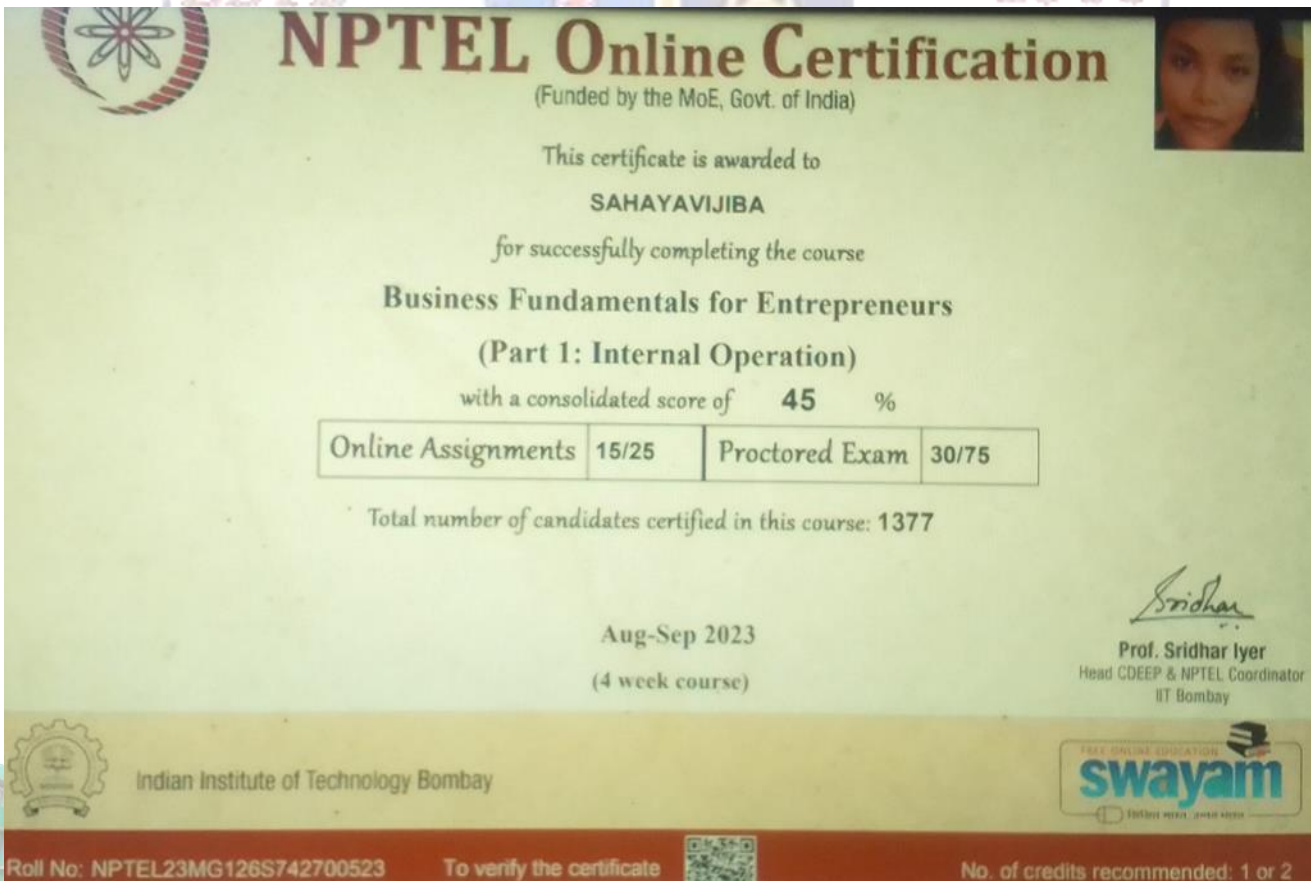 NPTEL Online Certification
(Funded by the MoE, Govt. of India)
This certificate is awarded to
SAHAYAVIJIBA
for successfully completing the course
Business Fundamentals for Entrepreneurs
(Part 1: Internal Operation)
with a consolidated score of 45 %
Online Assignments 15/25 Proctored Exam 30/75
Total number of candidates certified in this course: 1377
Sridhar
Aug-Sep 2023
(4 week course)
Prof. Sridhar Iyer
Head CDEEP & NPTEL Coordinator
IIT Bombay
Indian Institute of Technology Bombay
FREE ONLINE EDUCATION
swayam
Roll No: NPTEL23MG126S742700523 To verify the certificate No. of credits recommended: 1 or 2